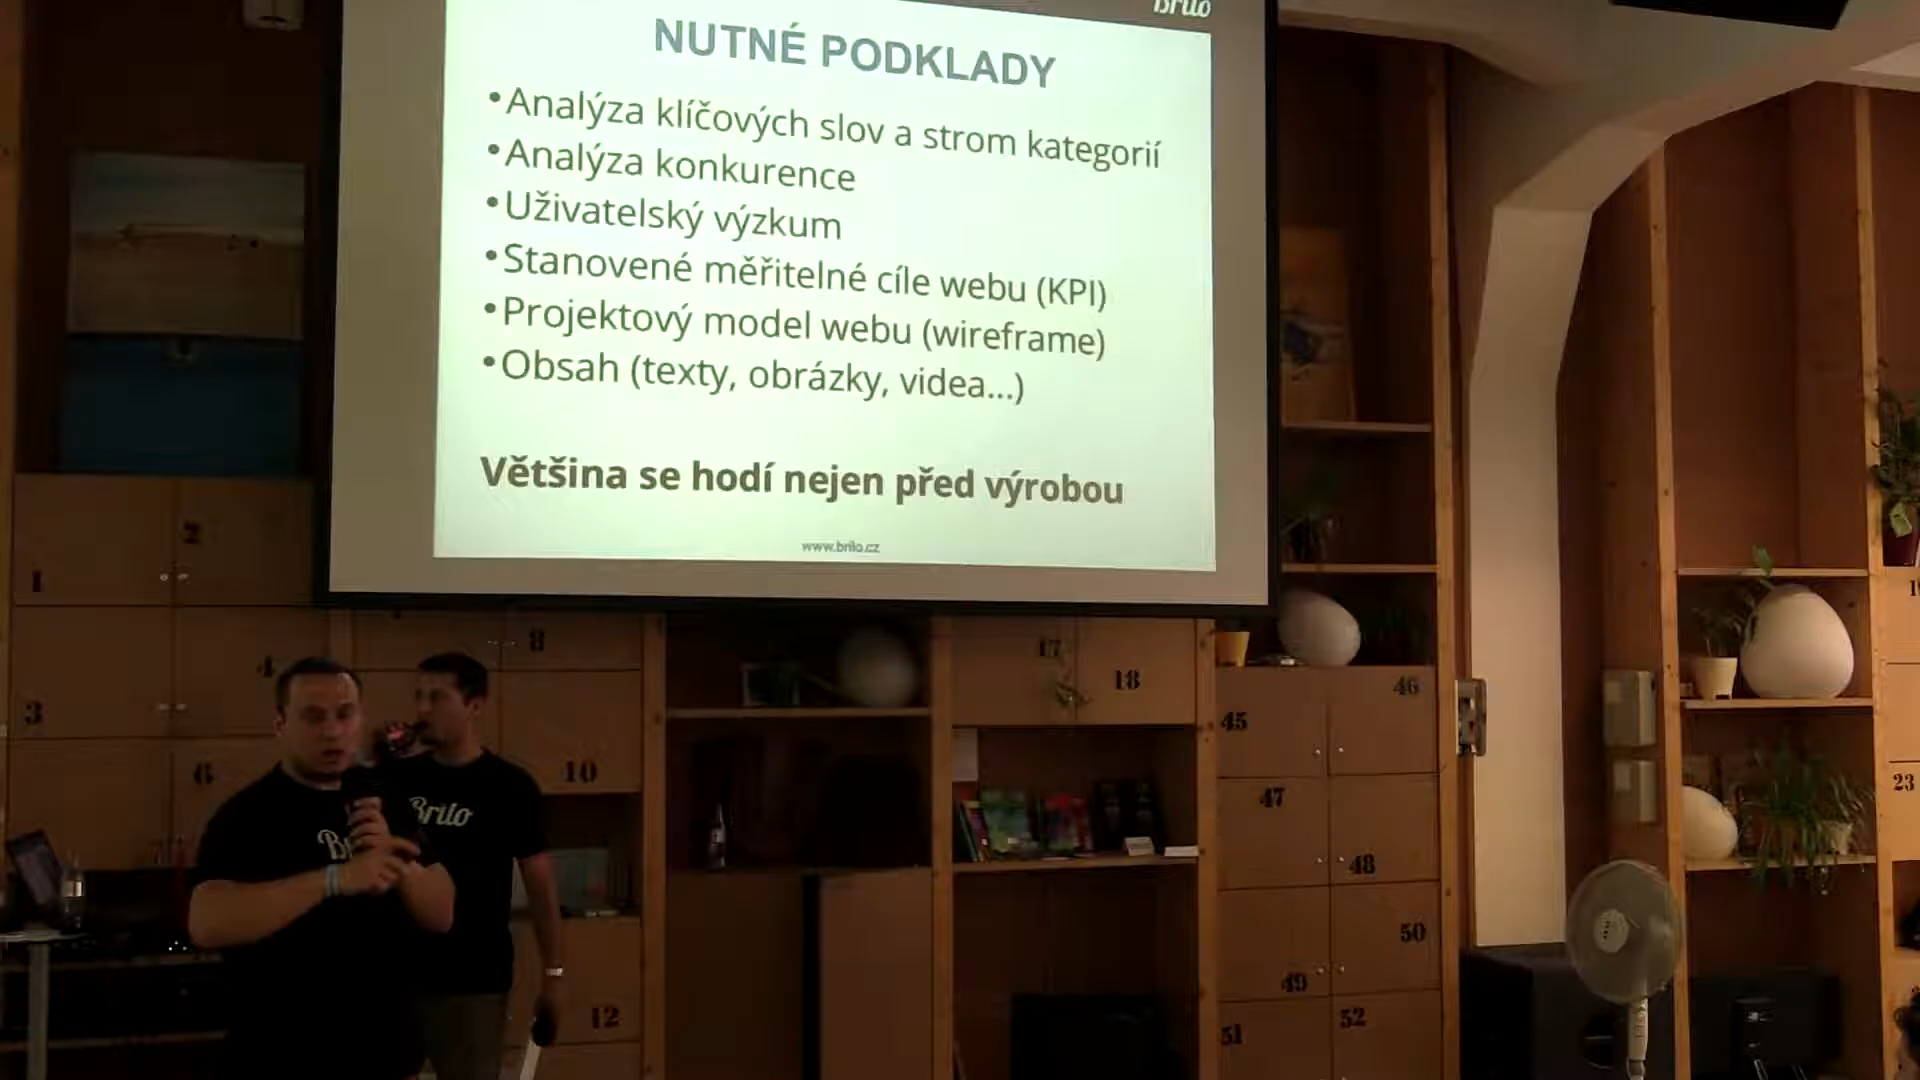 Brilo
NUTNÉ PODKLADY
•Analýza klíčových slov a strom kategorií
•Analýza konkurence
•Uživatelský výzkum
•Stanovené měřitelné cíle webu (KPI)
•Projektový model webu (wireframe)
•Obsah (texty, obrázky, videa...)
Většina se hodí nejen před výrobou
www.brilo.cz
1
2
3
4
6
8
10
12
17
18
45
46
47
48
49
50
51
52
23
Brilo